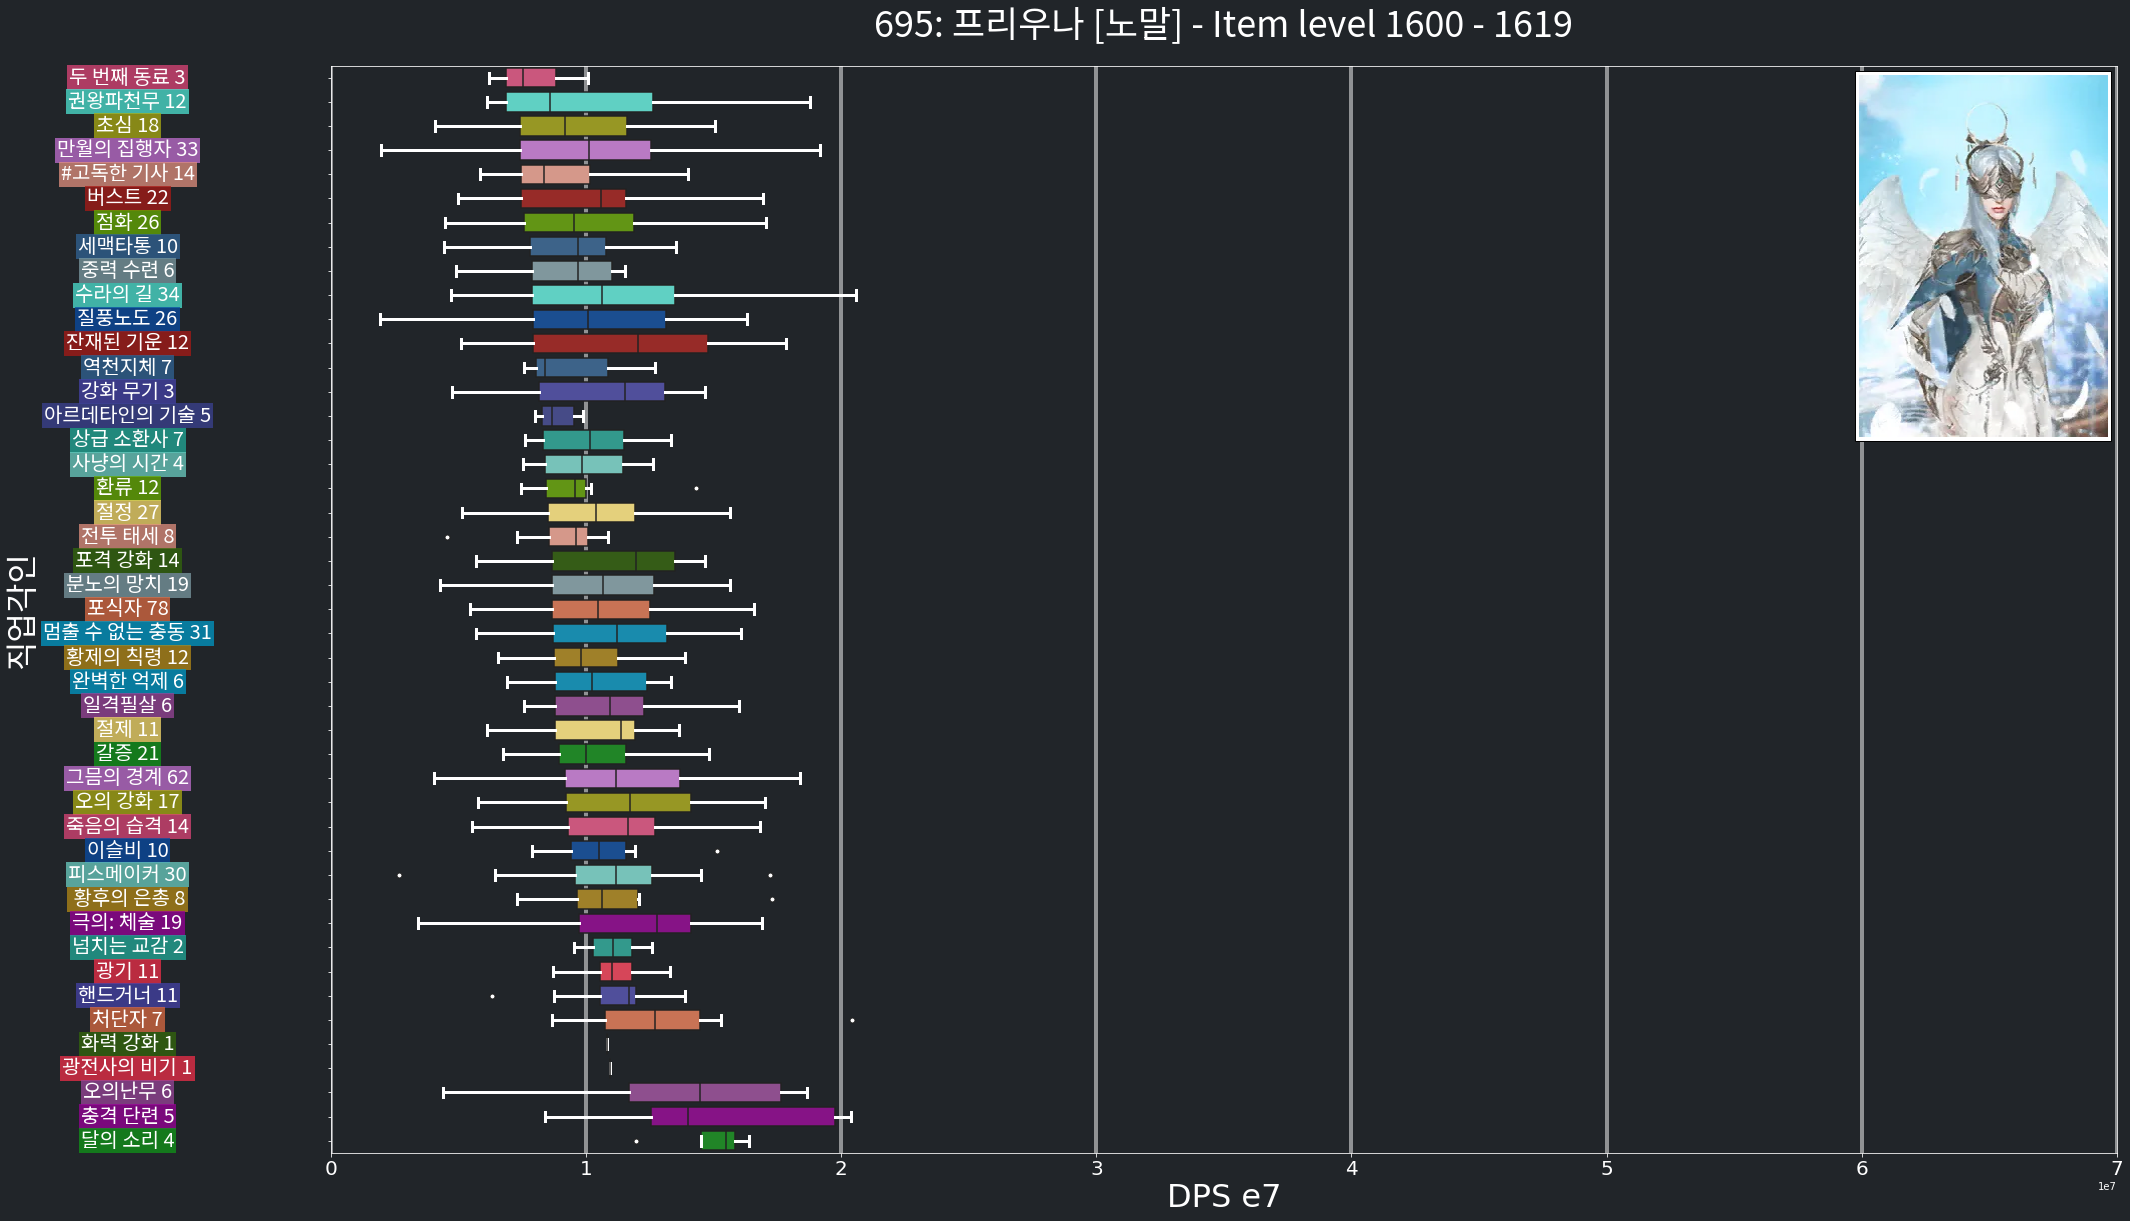 695: 프리우나 [노말] - Item level 1600 - 1619
두 번째 동료 3
권왕파천무 12
초심 18
만월의 집행자 33
#고독한 기사 14
버스트 22
점화 26
세맥타통 10
중력 수련 6
수라의 길 34
질풍노도 26
잔재된 기운 12
역천지체 7
강화 무기 3
아르데타인의 기술 5
상급 소환사 7
사냥의 시간 4
환류 12
절정 27
전투 태세 8
포격 강화 14
분노의 망치 19
포식자 78
멈출 수 없는 충동 31
황제의 칙령 12
완벽한 억제 6
일격필살 6
절제 11
갈증 21
그믐의 경계 62
오의 강화 17
죽음의 습격 14
이슬비 10
피스메이커 30
황후의 은총 8
극의: 체술 19
넘치는 교감 2
광기 11
핸드거너 11
처단자 7
화력 강화 1
광전사의 비기 1
오의난무 6
충격 단련 5
달의 소리 4
직업각인
0 1 2 3 4 5 6 7
1e7
DPS e7